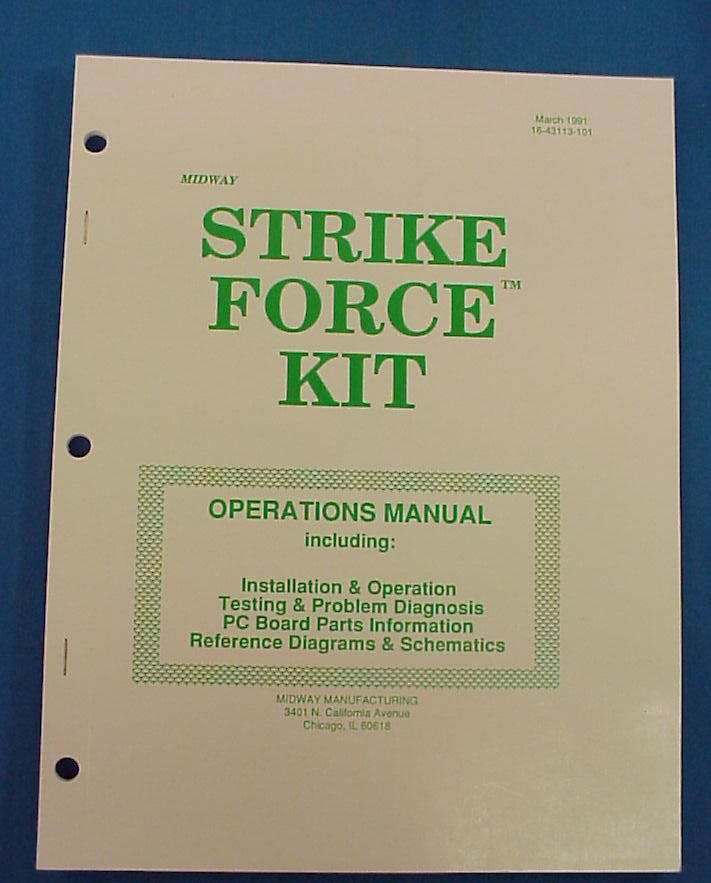 March 1991
16-43113-101
MIDWAY
STRIKE
FORCE™
KIT
OPERATIONS MANUAL
including:
Installation & Operation
Testing & Problem Diagnosis
PC Board Parts Information
Reference Diagrams & Schematics
MIDWAY MANUFACTURING
3401 N. California Avenue
Chicago, IL 60618